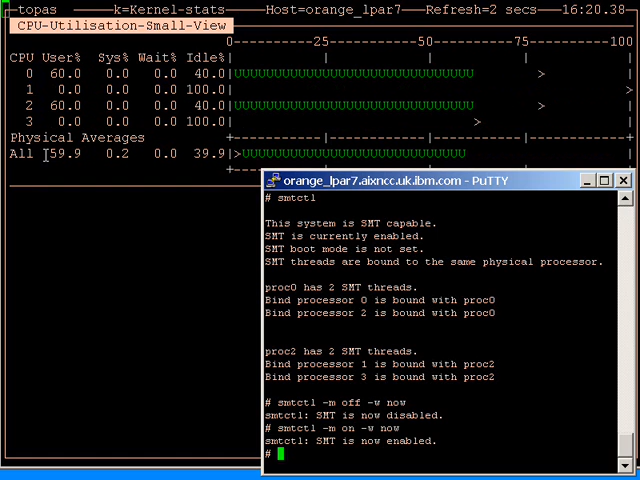 topas k=Kernel-stats Host=orange_lpar7 Refresh=2 secs 16:20.38
CPU-Utilisation-Small-View
0----------25-----------50----------75----------100
CPU User% Sys% Wait% Idle%| | | | |
0 60.0 0.0 0.0 40.0|UUUUUUUUUUUUUUUUUUUUUUUUUUUUUU >
1 0.0 0.0 0.0 100.0| >
2 60.0 0.0 0.0 40.0|UUUUUUUUUUUUUUUUUUUUUUUUUUUUUU >
3 0.0 0.0 0.0 100.0| >
Physical Averages +-----------|------------|-----------|------------+
All 59.9 0.2 0.0 39.9|>UUUUUUUUUUUUUUUUUUUUUUUUUUUU
orange_lpar7.aixncc.uk.ibm.com - PuTTY
# smtctl
This system is SMT capable.
SMT is currently enabled.
SMT boot mode is not set.
SMT threads are bound to the same physical processor.
proc0 has 2 SMT threads.
Bind processor 0 is bound with proc0
Bind processor 2 is bound with proc0
proc2 has 2 SMT threads.
Bind processor 1 is bound with proc2
Bind processor 3 is bound with proc2
# smtctl -m off -w now
smtctl: SMT is now disabled.
# smtctl -m on -w now
smtctl: SMT is now enabled.
#